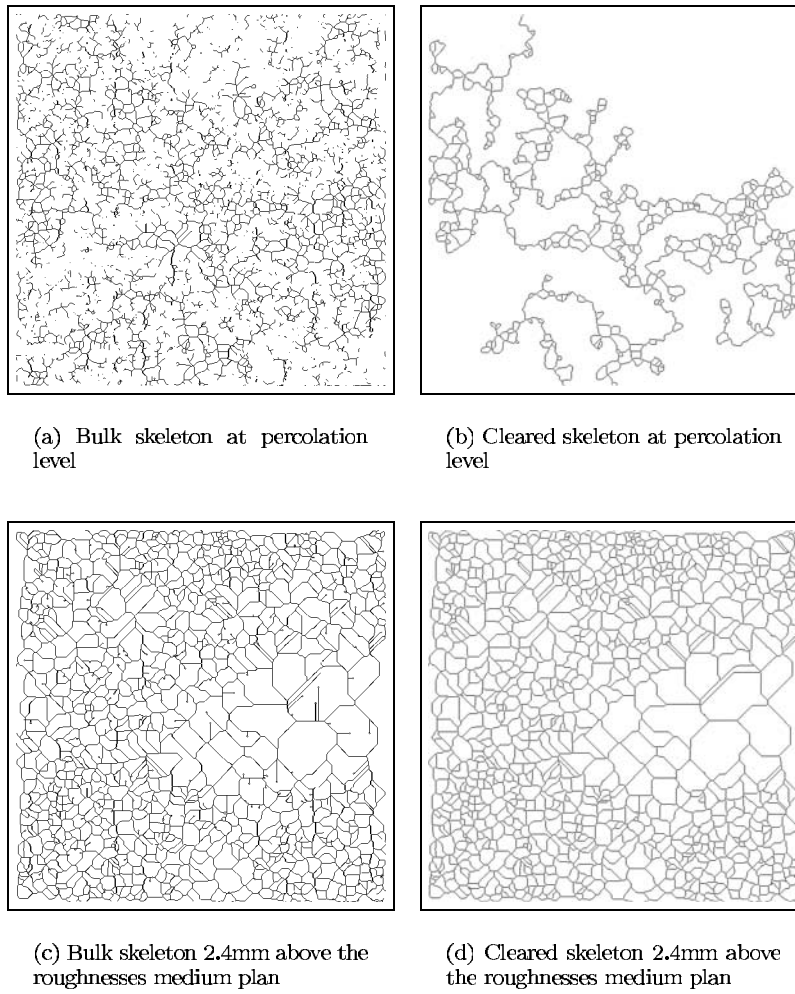 (a) Bulk skeleton at percolation
level
(b) Cleared skeleton at percolation
level
(c) Bulk skeleton 2.4mm above the
roughnesses medium plan
(d) Cleared skeleton 2.4mm above
the roughnesses medium plan